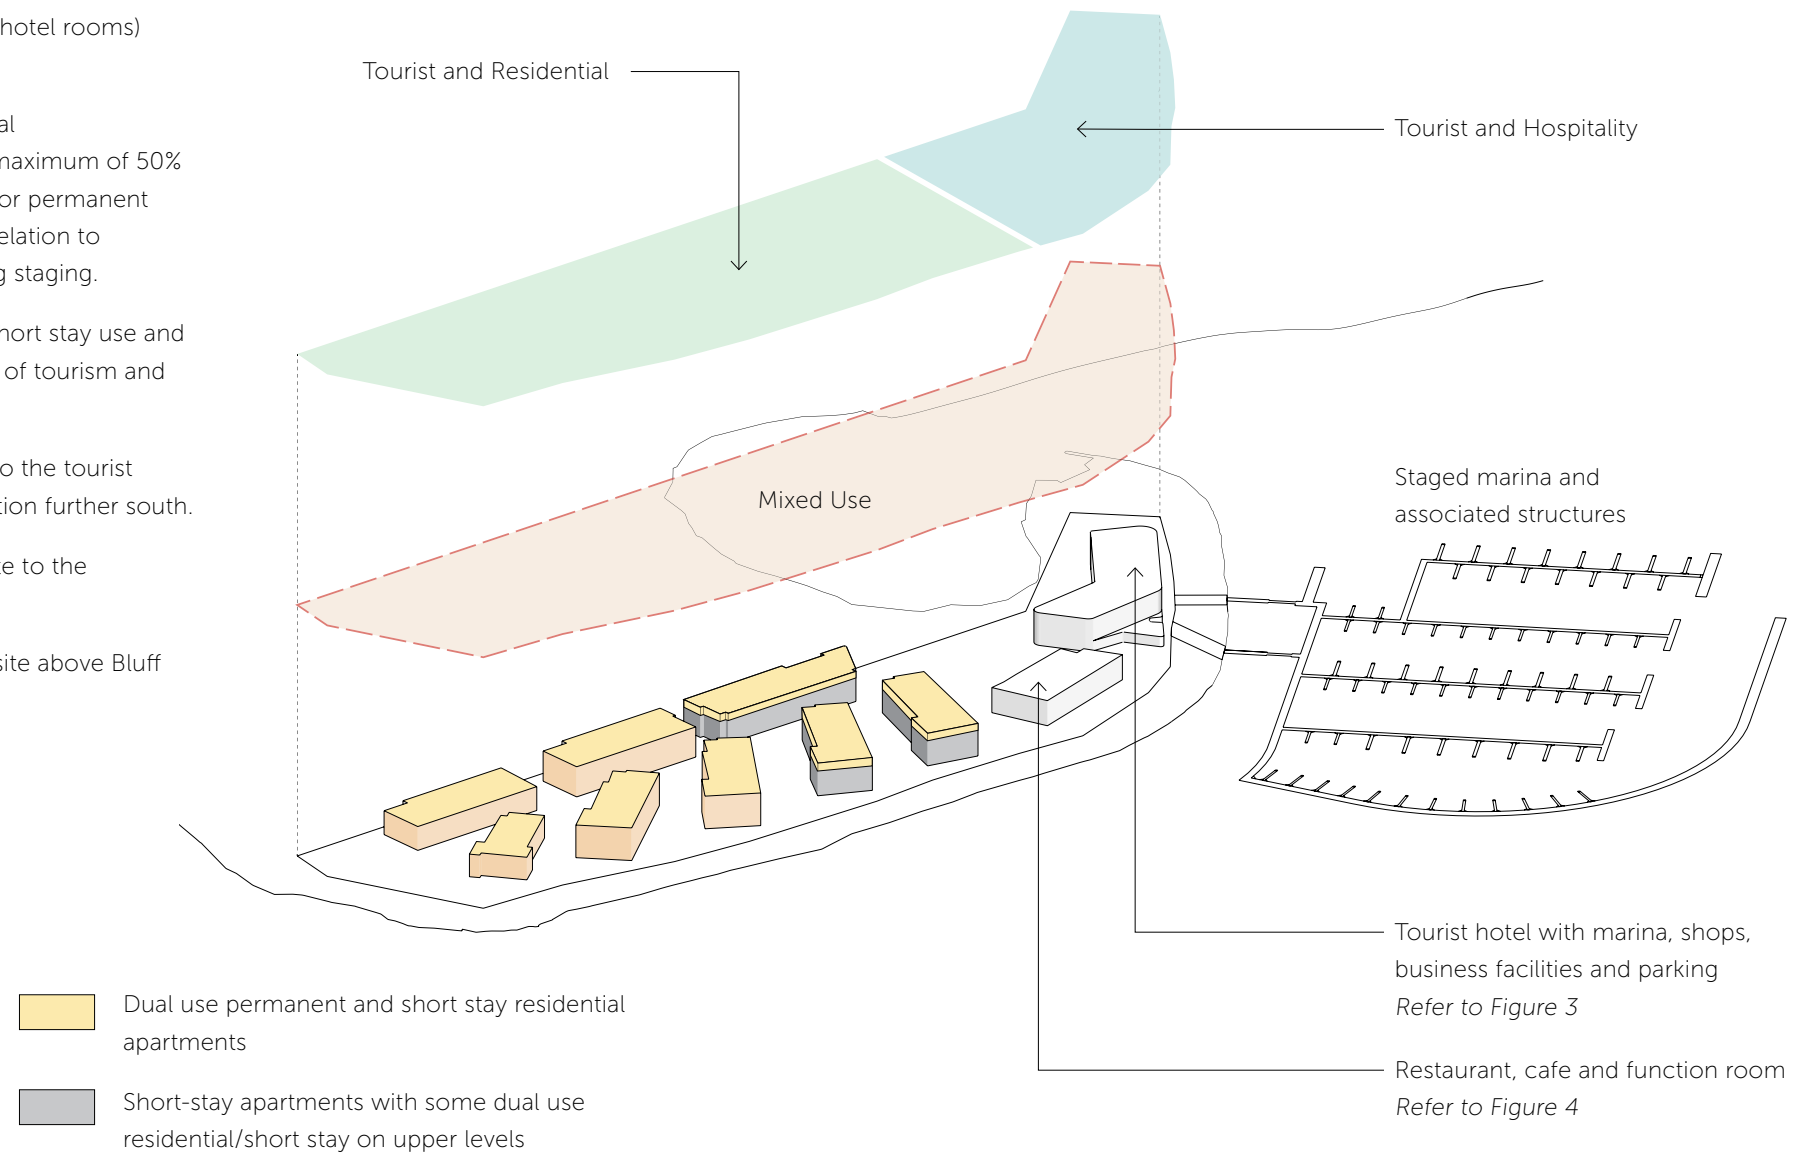 hotel rooms)
al
maximum of 50%
or permanent
elation to
g staging.
hort stay use and
of tourism and
o the tourist
tion further south.
te to the
site above Bluff
Tourist and Residential
Tourist and Hospitality
Mixed Use
Staged marina and
associated structures
Tourist hotel with marina, shops,
business facilities and parking
Refer to Figure 3
Restaurant, cafe and function room
Refer to Figure 4
Dual use permanent and short stay residential
apartments
Short-stay apartments with some dual use
residential/short stay on upper levels